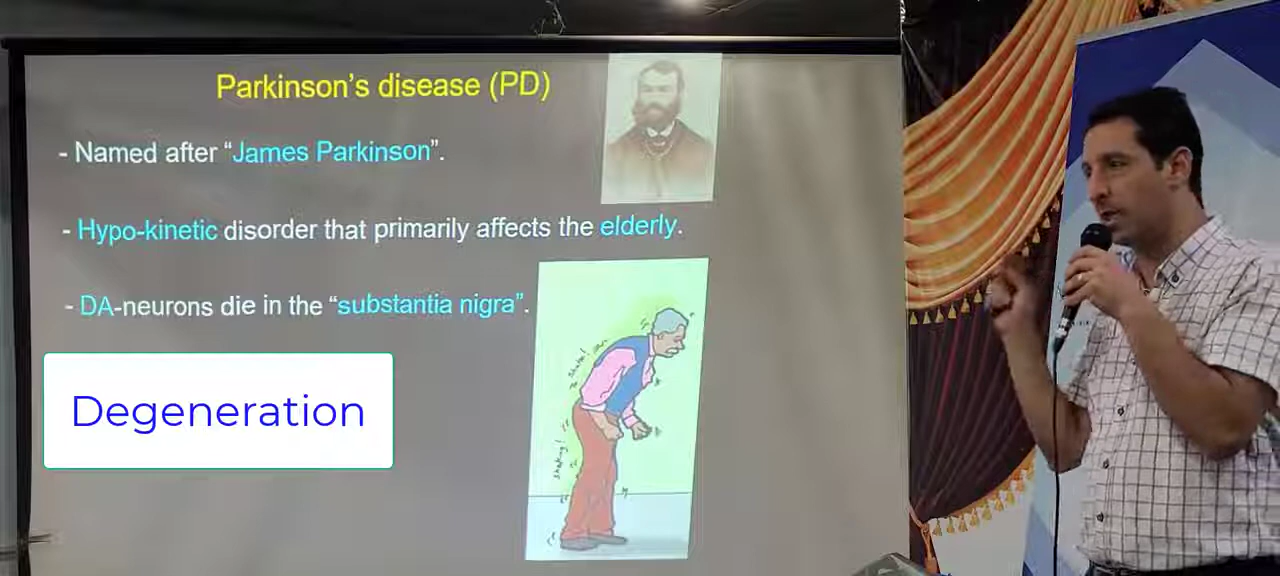 Parkinson's disease (PD)
- Named after “James Parkinson”.
- Hypo-kinetic disorder that primarily affects the elderly.
- DA-neurons die in the “substantia nigra”.
Degeneration
shaking!